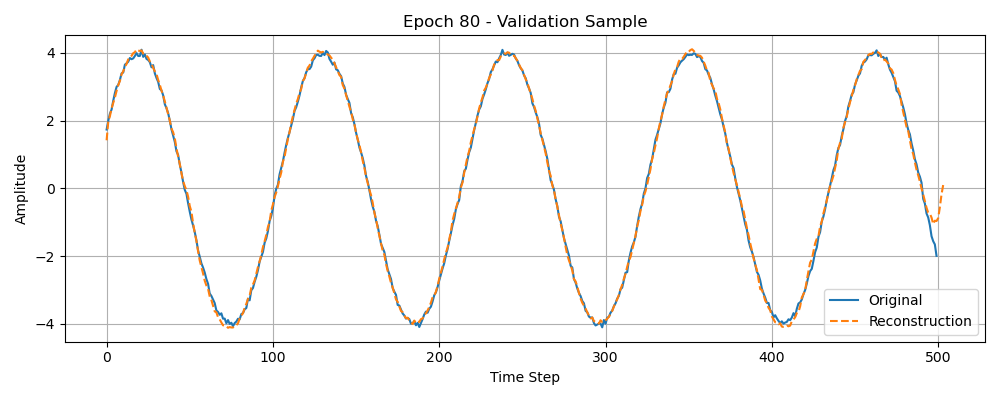 Epoch 80 - Validation Sample
Amplitude
4
2
0
−2
−4
0 100 200 300 400 500
Time Step
Original
Reconstruction